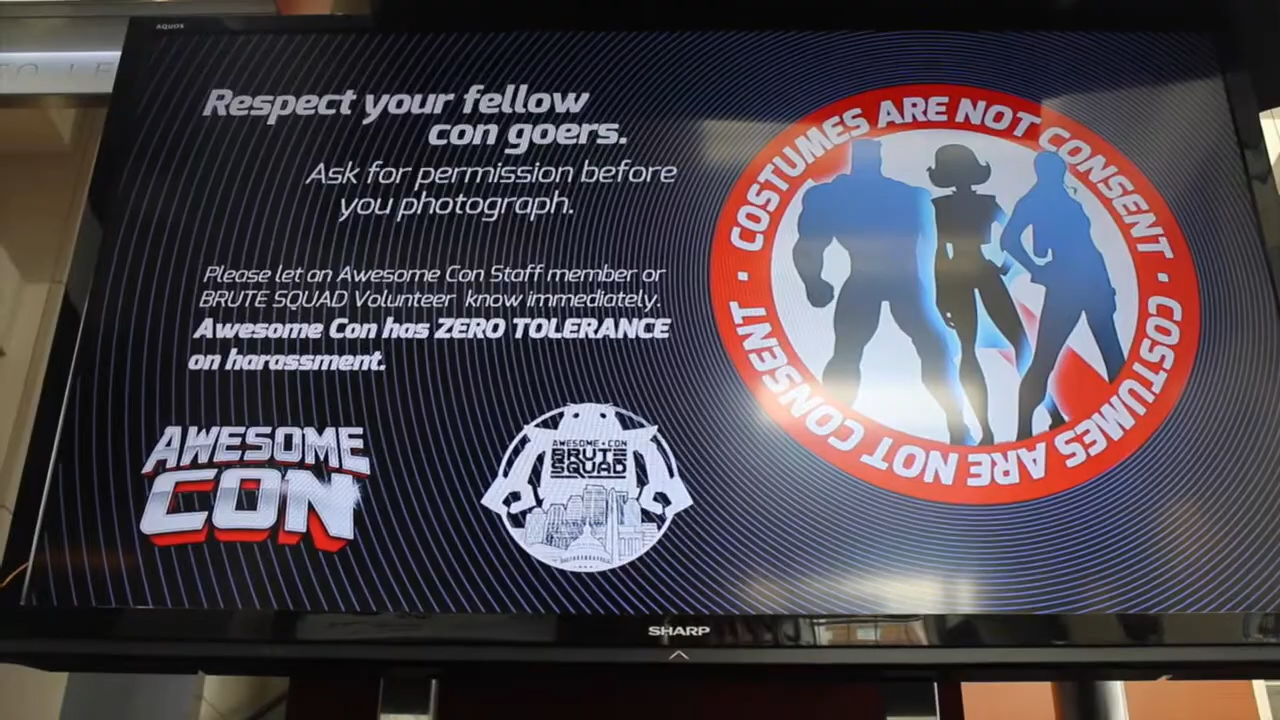 AQUOS
Respect your fellow
con goers.
Ask for permission before
you photograph.
Please let an Awesome Con Staff member or
BRUTE SQUAD Volunteer know immediately.
Awesome Con has ZERO TOLERANCE
on harassment.
AWESOME
CON
AWESOME • CON
BRUTE
SQUAD
COSTUMES ARE NOT CONSENT • COSTUMES ARE NOT CONSENT •
SHARP